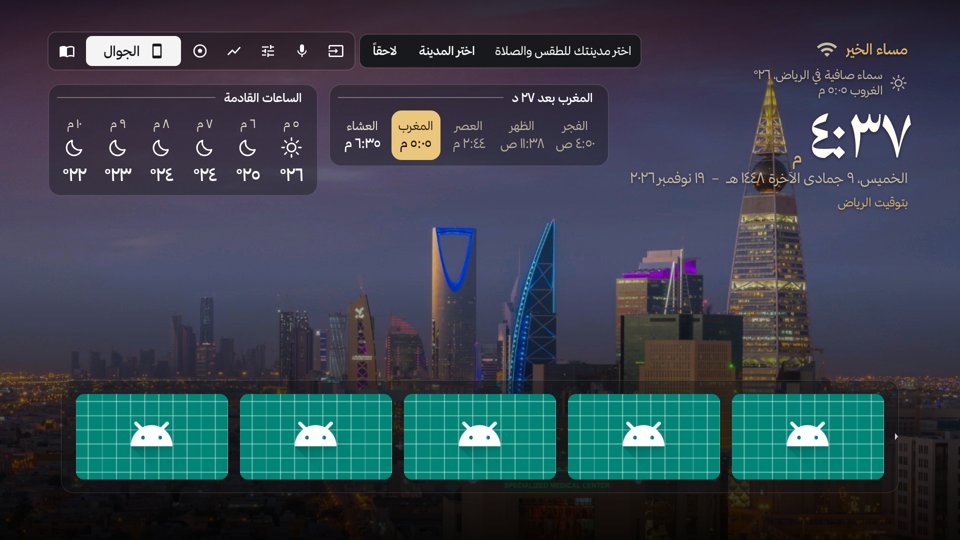 مساء الخير
سماء صافية في الرياض، ٢٦°
الغروب ٥:٠٥ م
٤:٣٧ م
الخميس، ٩ جمادى الآخرة ١٤٤٨ هـ – ١٩ نوفمبر ٢٠٢٦
بتوقيت الرياض
اختر مدينتك للطقس والصلاة اختر المدينة لاحقاً
الجوال
المغرب بعد ٢٧ د
الفجر الظهر العصر المغرب العشاء
٤:٥٠ ص ١١:٣٨ ص ٢:٤٤ م ٥:٠٥ م ٦:٣٥ م
الساعات القادمة
٥ م ٦ م ٧ م ٨ م ٩ م ١٠ م
٢٦° ٢٥° ٢٤° ٢٤° ٢٣° ٢٢°
SPECIALIZED MEDICAL CENTER